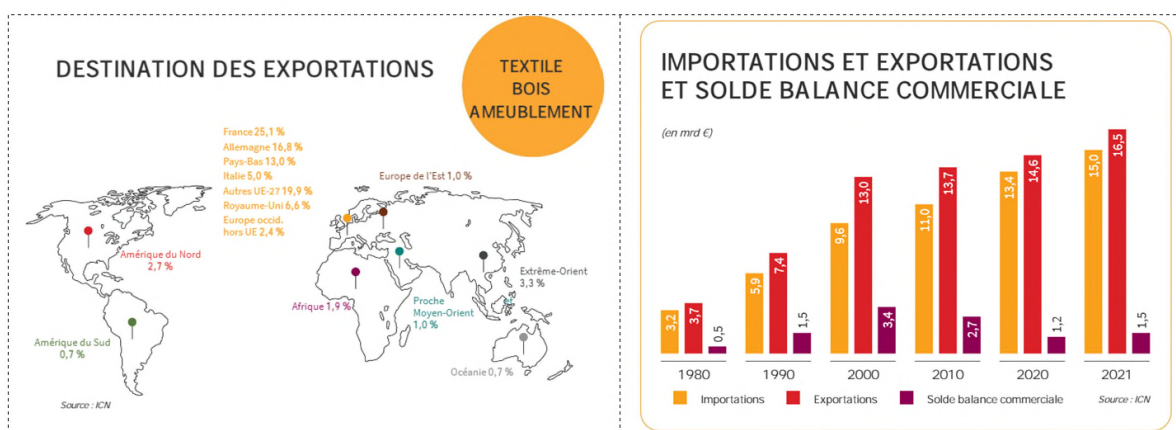 DESTINATION DES EXPORTATIONS
TEXTILE
BOIS
AMEUBLEMENT
France 25,1 %
Allemagne 16,8 %
Pays-Bas 13,0 %
Italie 5,0 %
Autres UE-27 19,9 %
Royaume-Uni 6,6 %
Europe occid.
hors UE 2,4 %
Europe de l'Est 1,0 %
Amérique du Nord
2,7 %
Extrême-Orient
3,3 %
Afrique 1,9 %
Proche et
Moyen-Orient
1,0 %
Amérique du Sud
0,7 %
Océanie 0,7 %
Source : ICN
IMPORTATIONS ET EXPORTATIONS
ET SOLDE BALANCE COMMERCIALE
(en mrd €)
3,2 3,7 0,5
5,9 7,4 1,5
9,6 13,0 3,4
11,0 13,7 2,7
13,4 14,6 1,2
15,0 16,5 1,5
1980 1990 2000 2010 2020 2021
Importations Exportations Solde balance commerciale Source : ICN